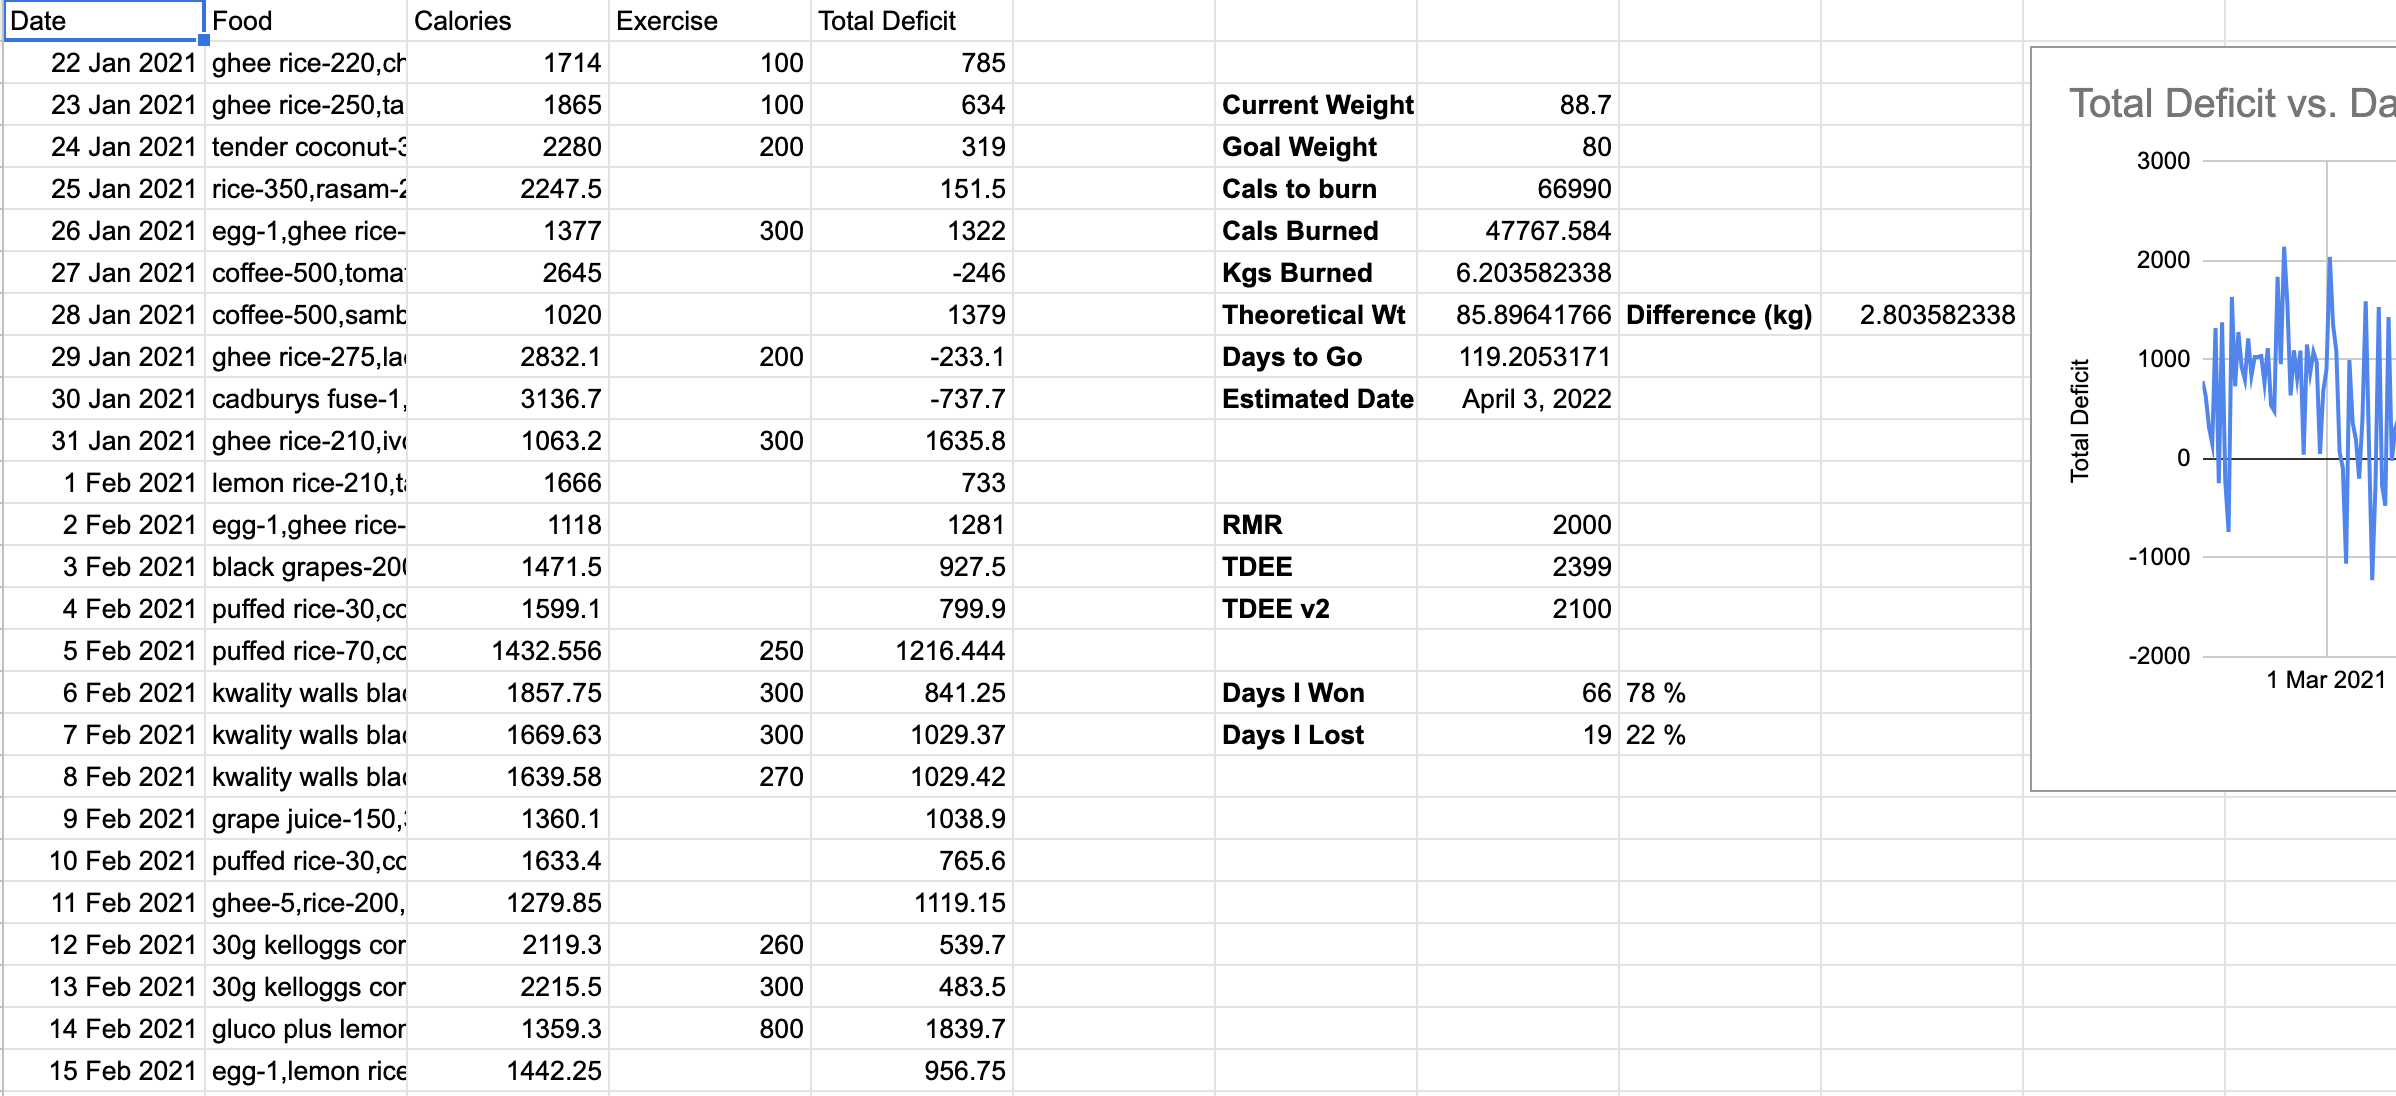 Date Food Calories Exercise Total Deficit
22 Jan 2021 ghee rice-220,ch 1714 100 785
23 Jan 2021 ghee rice-250,ta 1865 100 634 Current Weight 88.7
24 Jan 2021 tender coconut-3 2280 200 319 Goal Weight 80
25 Jan 2021 rice-350,rasam-2 2247.5 151.5 Cals to burn 66990
26 Jan 2021 egg-1,ghee rice- 1377 300 1322 Cals Burned 47767.584
27 Jan 2021 coffee-500,toma 2645 -246 Kgs Burned 6.203582338
28 Jan 2021 coffee-500,samb 1020 1379 Theoretical Wt 85.89641766 Difference (kg) 2.803582338
29 Jan 2021 ghee rice-275,la 2832.1 200 -233.1 Days to Go 119.2053171
30 Jan 2021 cadburys fuse-1, 3136.7 -737.7 Estimated Date April 3, 2022
31 Jan 2021 ghee rice-210,iv 1063.2 300 1635.8
1 Feb 2021 lemon rice-210,t 1666 733
2 Feb 2021 egg-1,ghee rice- 1118 1281 RMR 2000
3 Feb 2021 black grapes-200 1471.5 927.5 TDEE 2399
4 Feb 2021 puffed rice-30,co 1599.1 799.9 TDEE v2 2100
5 Feb 2021 puffed rice-70,co 1432.556 250 1216.444
6 Feb 2021 kwality walls bla 1857.75 300 841.25 Days I Won 66 78 %
7 Feb 2021 kwality walls bla 1669.63 300 1029.37 Days I Lost 19 22 %
8 Feb 2021 kwality walls bla 1639.58 270 1029.42
9 Feb 2021 grape juice-150, 1360.1 1038.9
10 Feb 2021 puffed rice-30,co 1633.4 765.6
11 Feb 2021 ghee-5,rice-200, 1279.85 1119.15
12 Feb 2021 30g kelloggs cor 2119.3 260 539.7
13 Feb 2021 30g kelloggs cor 2215.5 300 483.5
14 Feb 2021 gluco plus lemor 1359.3 800 1839.7
15 Feb 2021 egg-1,lemon rice 1442.25 956.75
Total Deficit vs. Da
3000
2000
1000
0
-1000
-2000
Total Deficit
1 Mar 2021